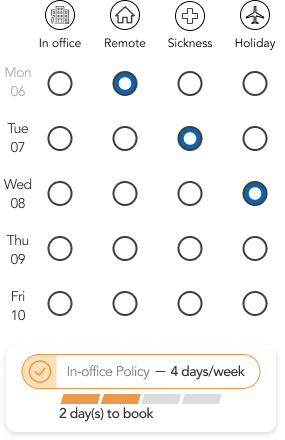 In office Remote Sickness Holiday
Mon
06
Tue
07
Wed
08
Thu
09
Fri
10
In-office Policy — 4 days/week
2 day(s) to book